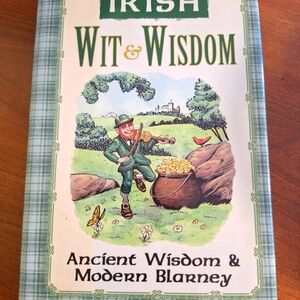 IRISH
WIT & WISDOM
Ancient Wisdom &
Modern Blarney